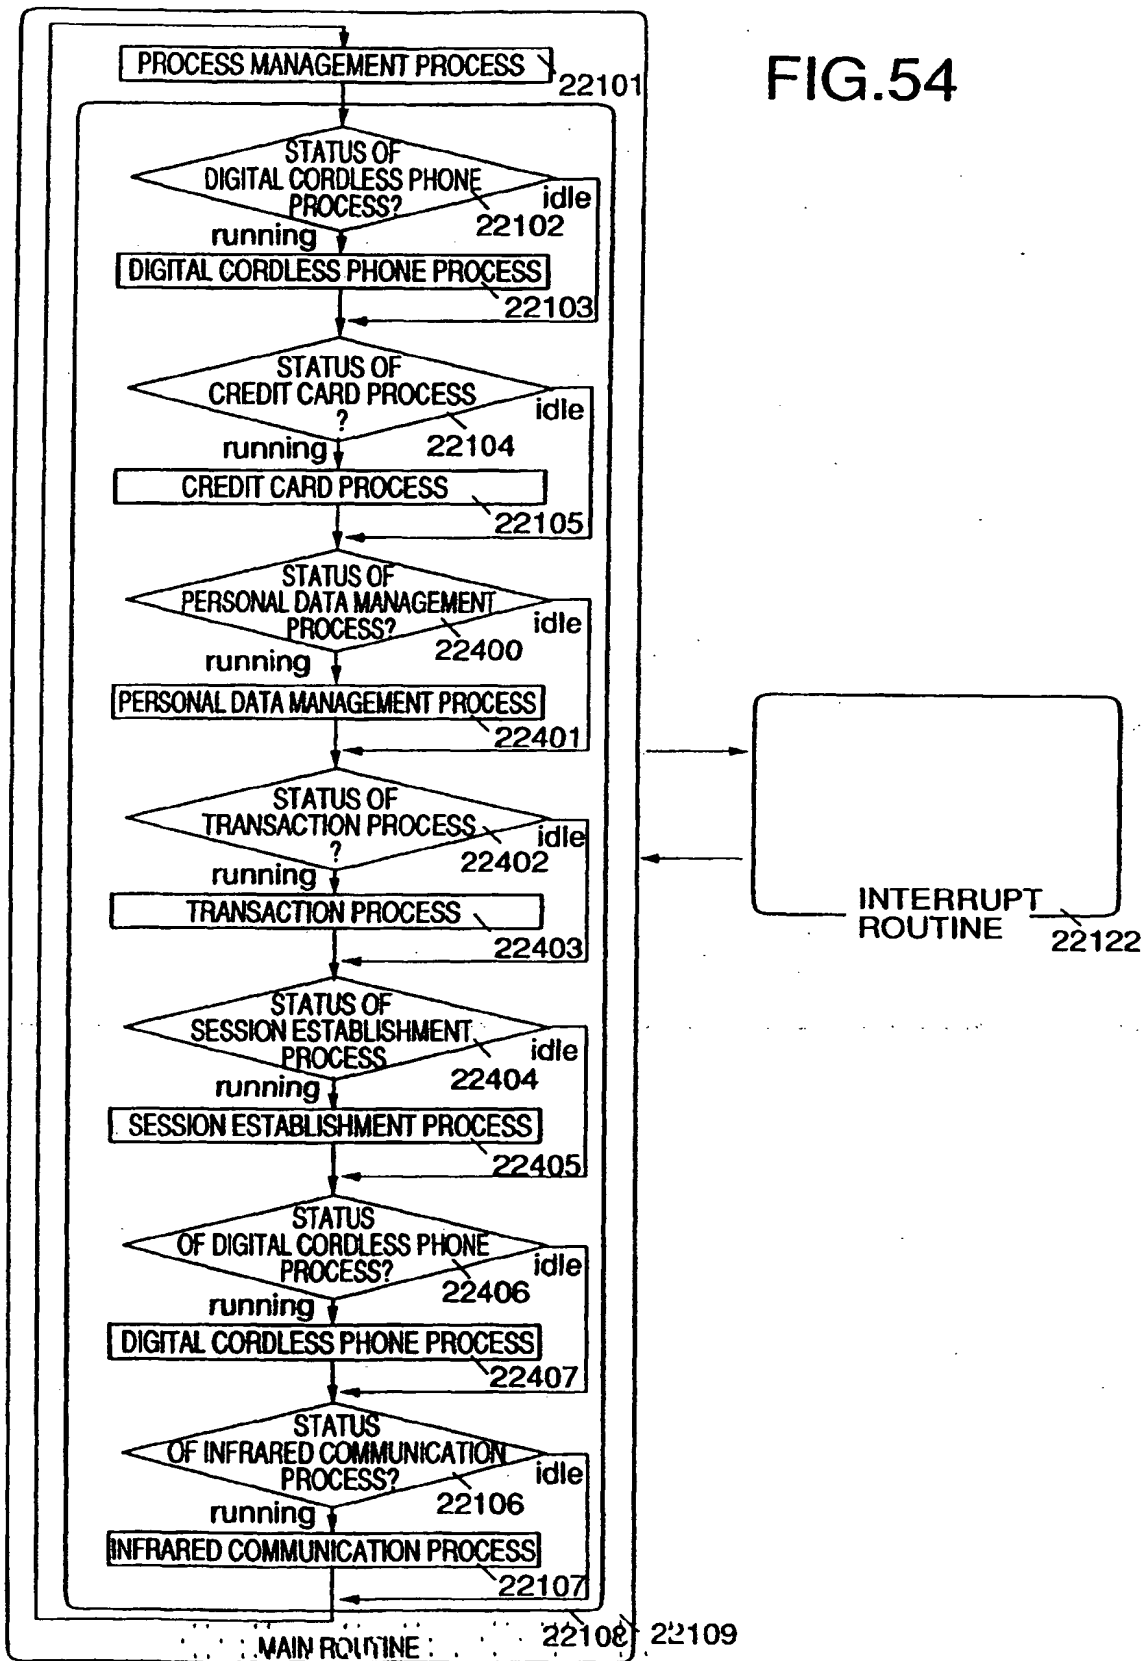 FIG.54
PROCESS MANAGEMENT PROCESS
22101
STATUS OF
DIGITAL CORDLESS PHONE
PROCESS?
22102
idle
running
DIGITAL CORDLESS PHONE PROCESS
22103
STATUS OF
CREDIT CARD PROCESS
?
22104
idle
running
CREDIT CARD PROCESS
22105
STATUS OF
PERSONAL DATA MANAGEMENT
PROCESS?
22400
idle
running
PERSONAL DATA MANAGEMENT PROCESS
22401
STATUS OF
TRANSACTION PROCESS
?
22402
idle
running
TRANSACTION PROCESS
22403
STATUS OF
SESSION ESTABLISHMENT
PROCESS
22404
idle
running
SESSION ESTABLISHMENT PROCESS
22405
STATUS
OF DIGITAL CORDLESS PHONE
PROCESS?
22406
idle
running
DIGITAL CORDLESS PHONE PROCESS
22407
STATUS
OF INFRARED COMMUNICATION
PROCESS?
22106
idle
running
INFRARED COMMUNICATION PROCESS
22107
22108
22109
MAIN ROUTINE
INTERRUPT
ROUTINE
22122